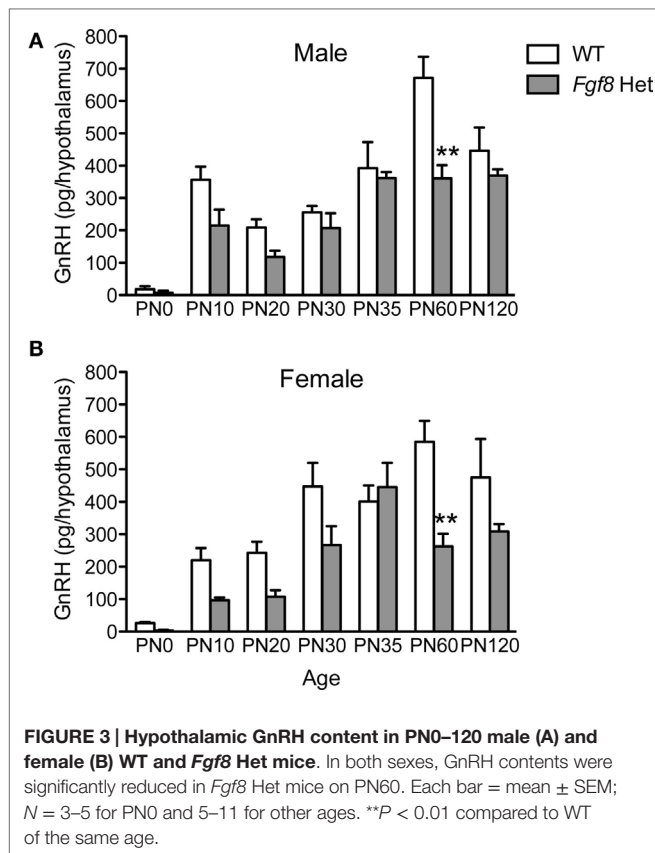 A
Male
WT
Fgf8 Het
800
700
600
500
400
300
200
100
0
GnRH (pg/hypothalamus)
**
PN0 PN10 PN20 PN30 PN35 PN60 PN120
B
Female
800
700
600
500
400
300
200
100
0
GnRH (pg/hypothalamus)
**
PN0 PN10 PN20 PN30 PN35 PN60 PN120
Age
FIGURE 3 | Hypothalamic GnRH content in PN0–120 male (A) and
female (B) WT and Fgf8 Het mice. In both sexes, GnRH contents were
significantly reduced in Fgf8 Het mice on PN60. Each bar = mean ± SEM;
N = 3–5 for PN0 and 5–11 for other ages. **P < 0.01 compared to WT
of the same age.